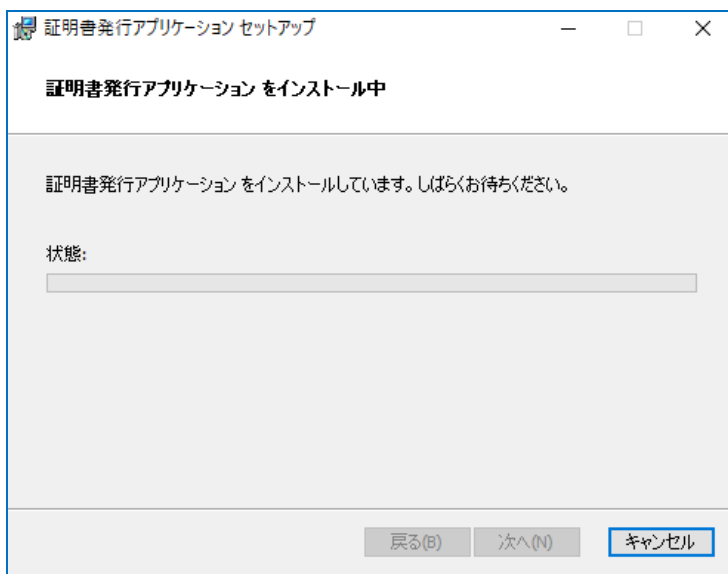 証明書発行アプリケーション セットアップ
証明書発行アプリケーション をインストール中
証明書発行アプリケーション をインストールしています。しばらくお待ちください。
状態:
戻る(B) 次へ(N) キャンセル